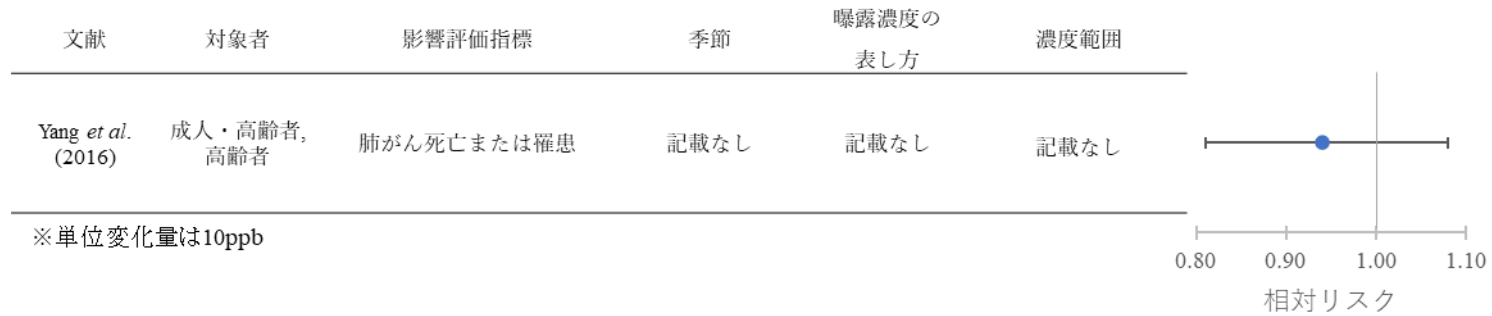 文献 対象者 影響評価指標 季節 曝露濃度の 濃度範囲
表し方
Yang et al. 成人・高齢者, 肺がん死亡または罹患 記載なし 記載なし 記載なし
(2016) 高齢者
※単位変化量は10ppb
0.80 0.90 1.00 1.10
相対リスク